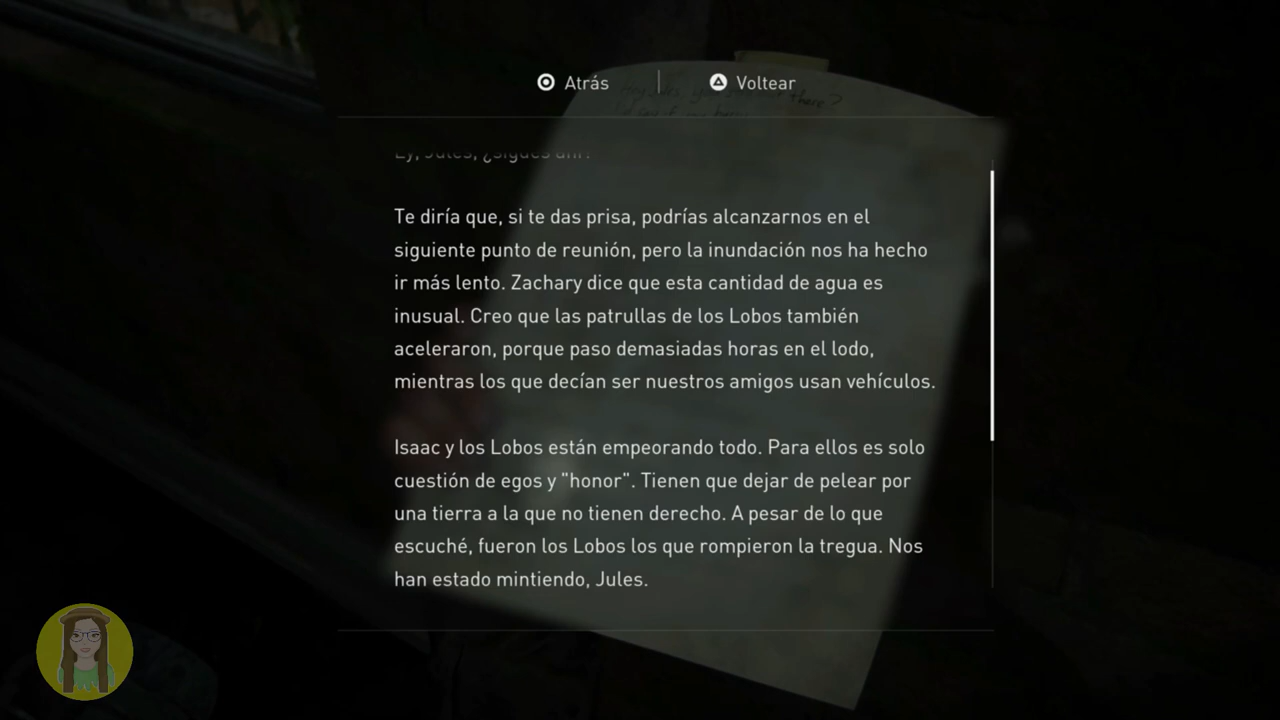 Atrás
Voltear
Ey, Jules, ¿sigues ahí?
Te diría que, si te das prisa, podrías alcanzarnos en el
siguiente punto de reunión, pero la inundación nos ha hecho
ir más lento. Zachary dice que esta cantidad de agua es
inusual. Creo que las patrullas de los Lobos también
aceleraron, porque paso demasiadas horas en el lodo,
mientras los que decían ser nuestros amigos usan vehículos.
Isaac y los Lobos están empeorando todo. Para ellos es solo
cuestión de egos y "honor". Tienen que dejar de pelear por
una tierra a la que no tienen derecho. A pesar de lo que
escuché, fueron los Lobos los que rompieron la tregua. Nos
han estado mintiendo, Jules.